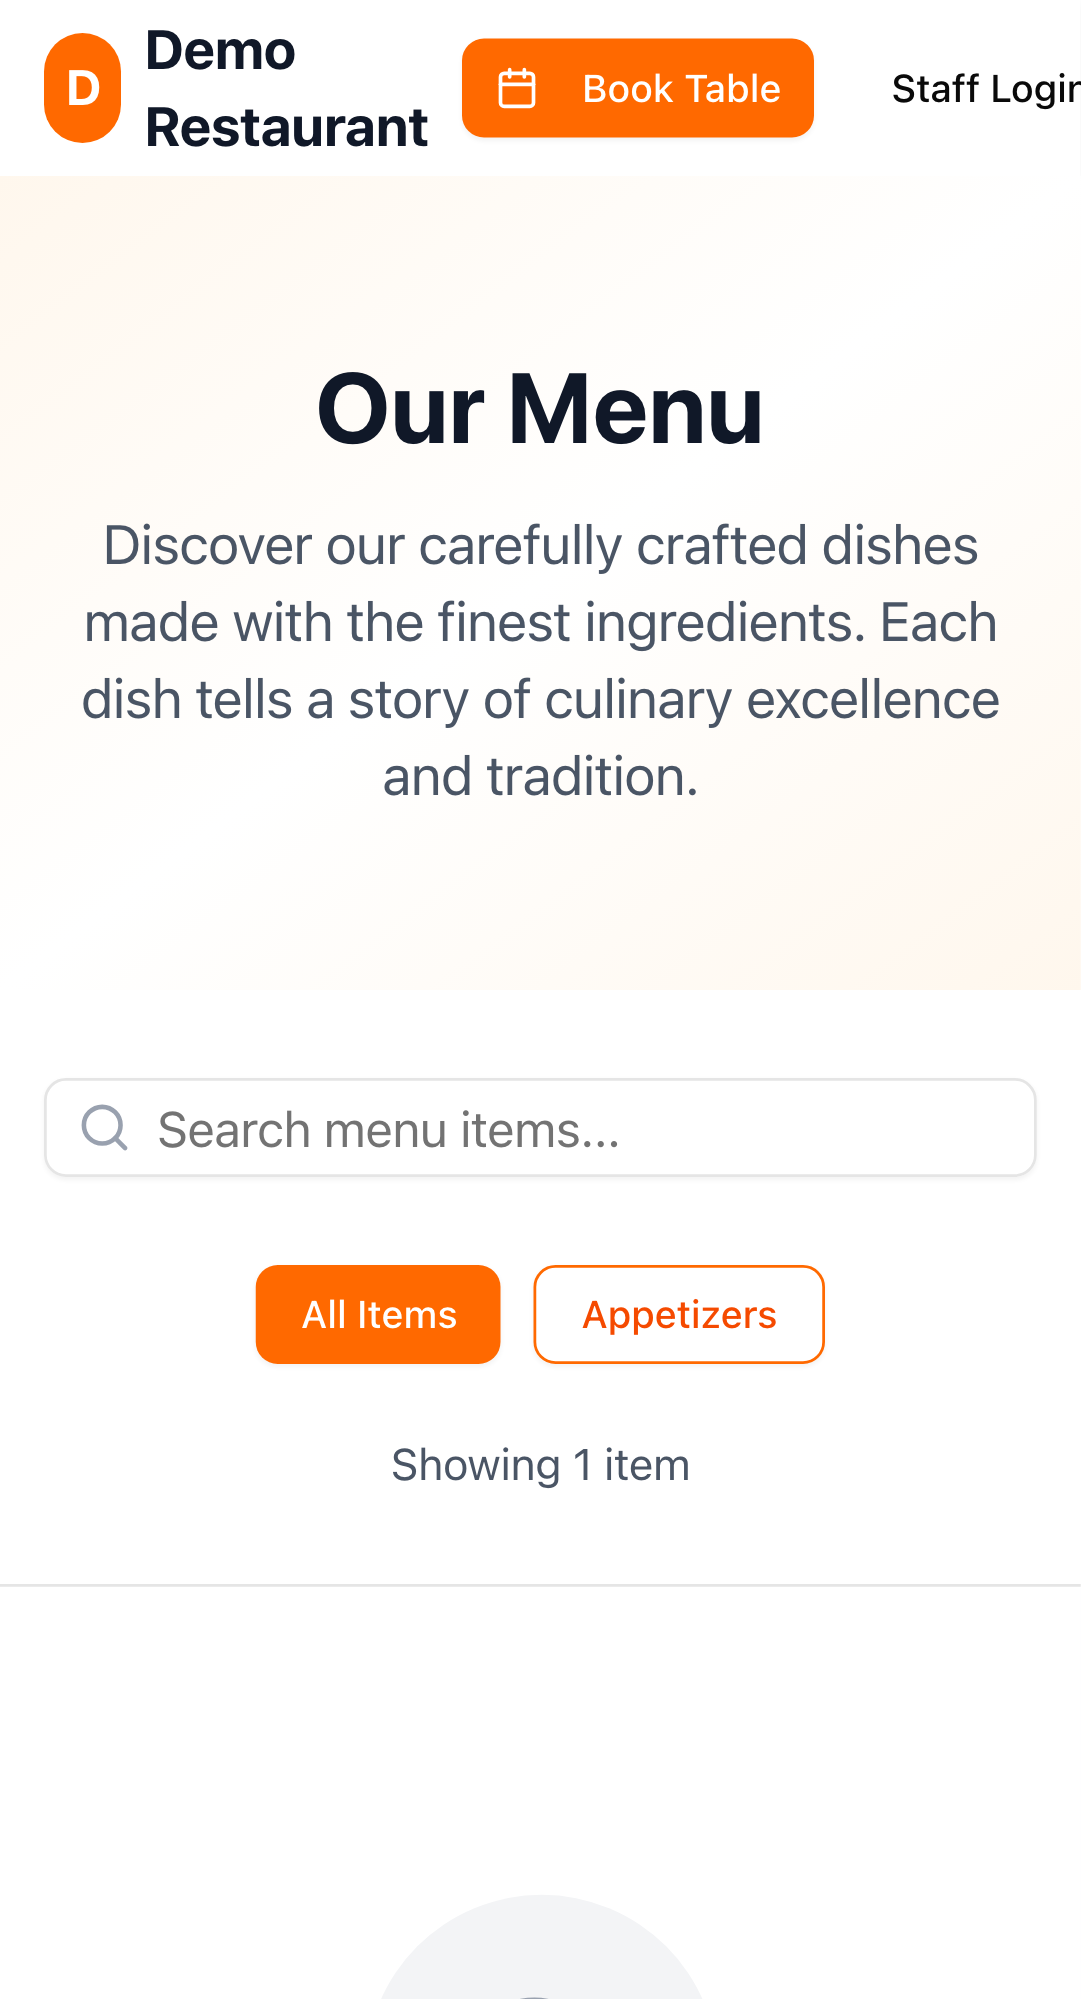 D
Demo
Restaurant
Book Table
Staff Login
Our Menu
Discover our carefully crafted dishes
made with the finest ingredients. Each
dish tells a story of culinary excellence
and tradition.
Search menu items...
All Items
Appetizers
Showing 1 item